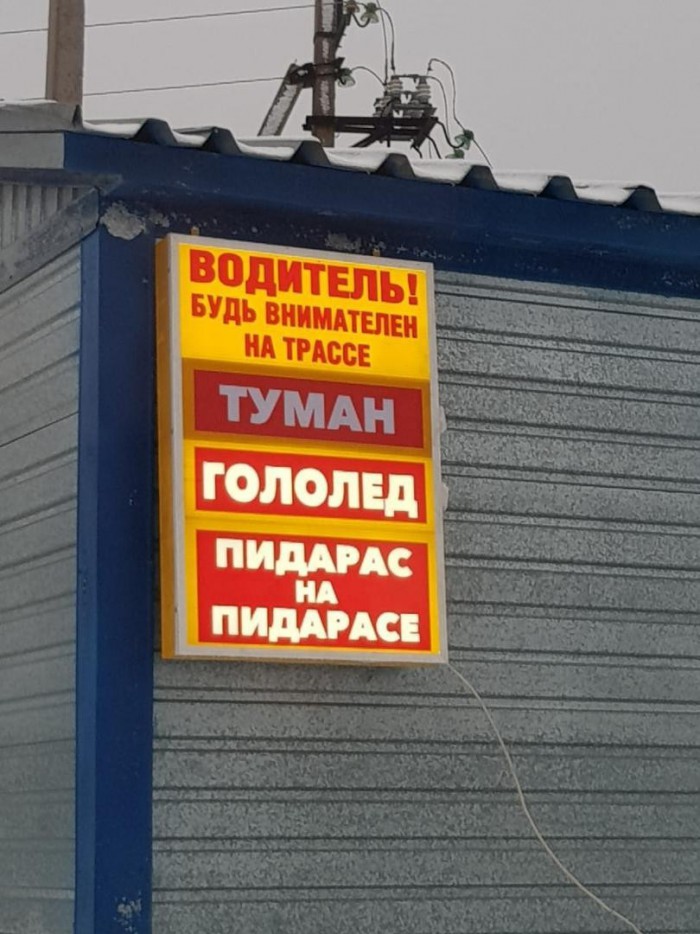 ВОДИТЕЛЬ!
БУДЬ ВНИМАТЕЛЕН
НА ТРАССЕ
ТУМАН
ГОЛОЛЕД
ПИДАРАС
НА
ПИДАРАСЕ